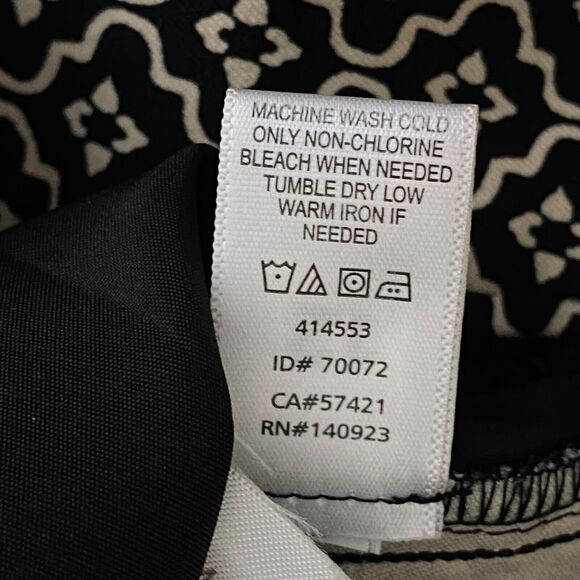 MACHINE WASH COLD
ONLY NON-CHLORINE
BLEACH WHEN NEEDED
TUMBLE DRY LOW
WARM IRON IF
NEEDED
414553
ID# 70072
CA#57421
RN#140923